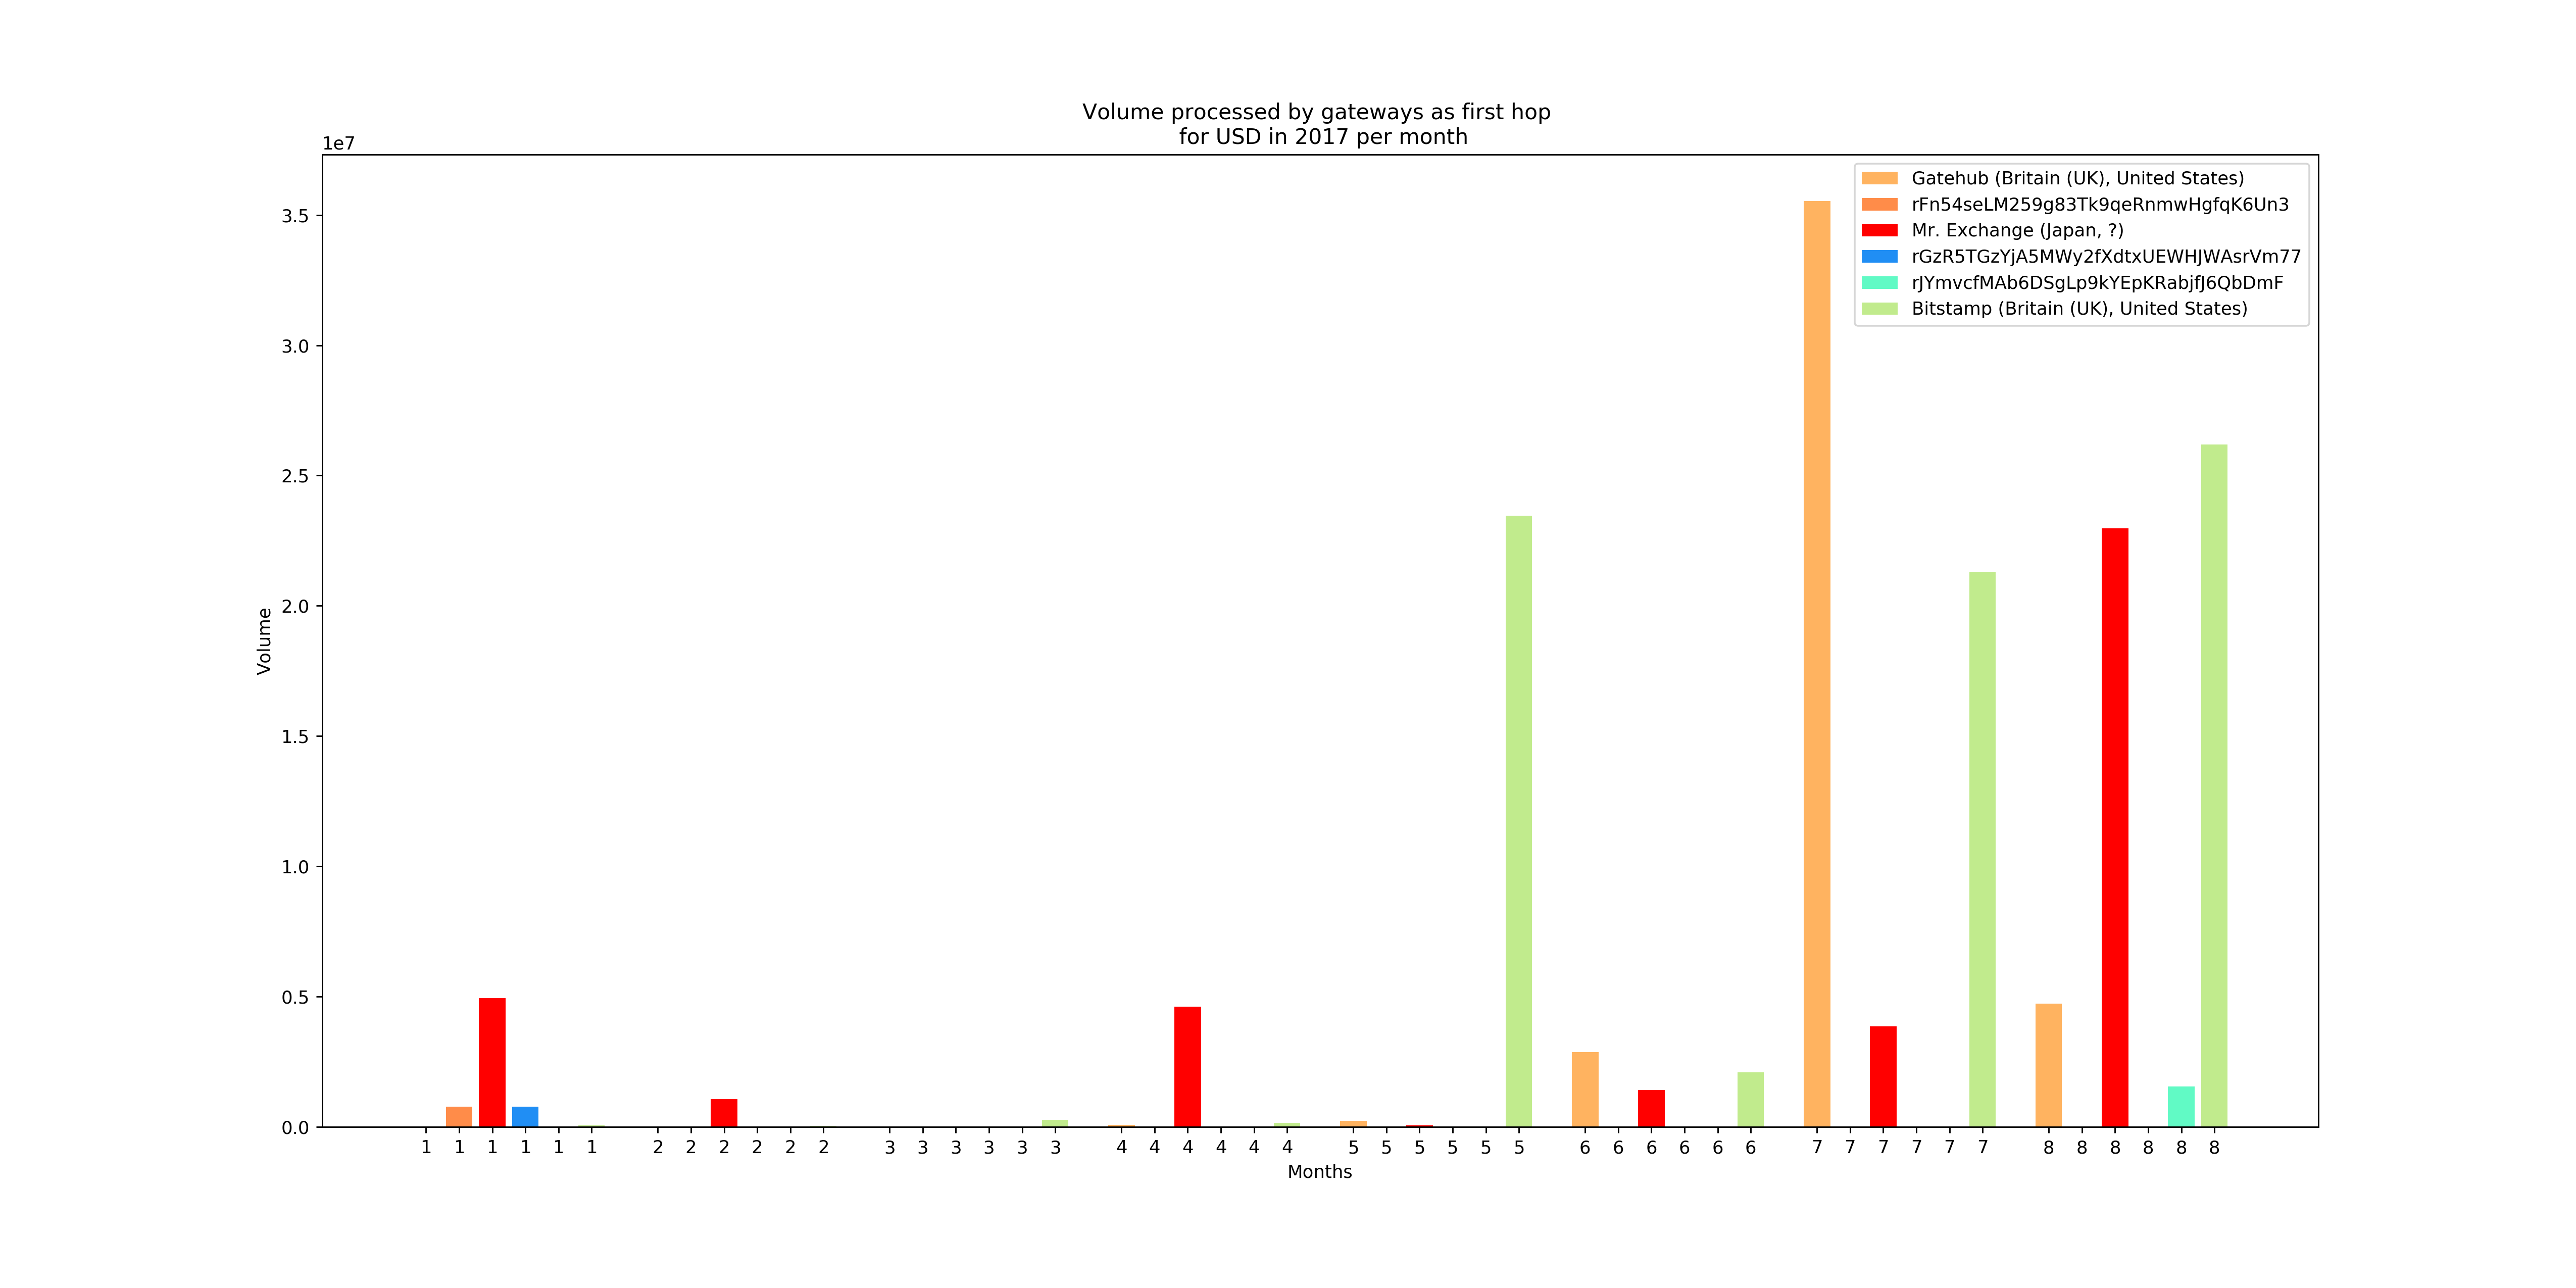 Volume processed by gateways as first hop
for USD in 2017 per month
1e7
Gatehub (Britain (UK), United States)
rFn54seLM259g83Tk9qeRnmwHgfqK6Un3
Mr. Exchange (Japan, ?)
rGzR5TGzYjA5MWy2fXdtxUEWHJWAsrVm77
rJYmvcfMAb6DSgLp9kYEpKRabjfJ6QbDmF
Bitstamp (Britain (UK), United States)
3.5
3.0
2.5
2.0
1.5
1.0
0.5
0.0
Volume
1 1 1 1 1 1 2 2 2 2 2 2 3 3 3 3 3 3 4 4 4 4 4 4 5 5 5 5 5 5 6 6 6 6 6 6 7 7 7 7 7 7 8 8 8 8 8 8
Months